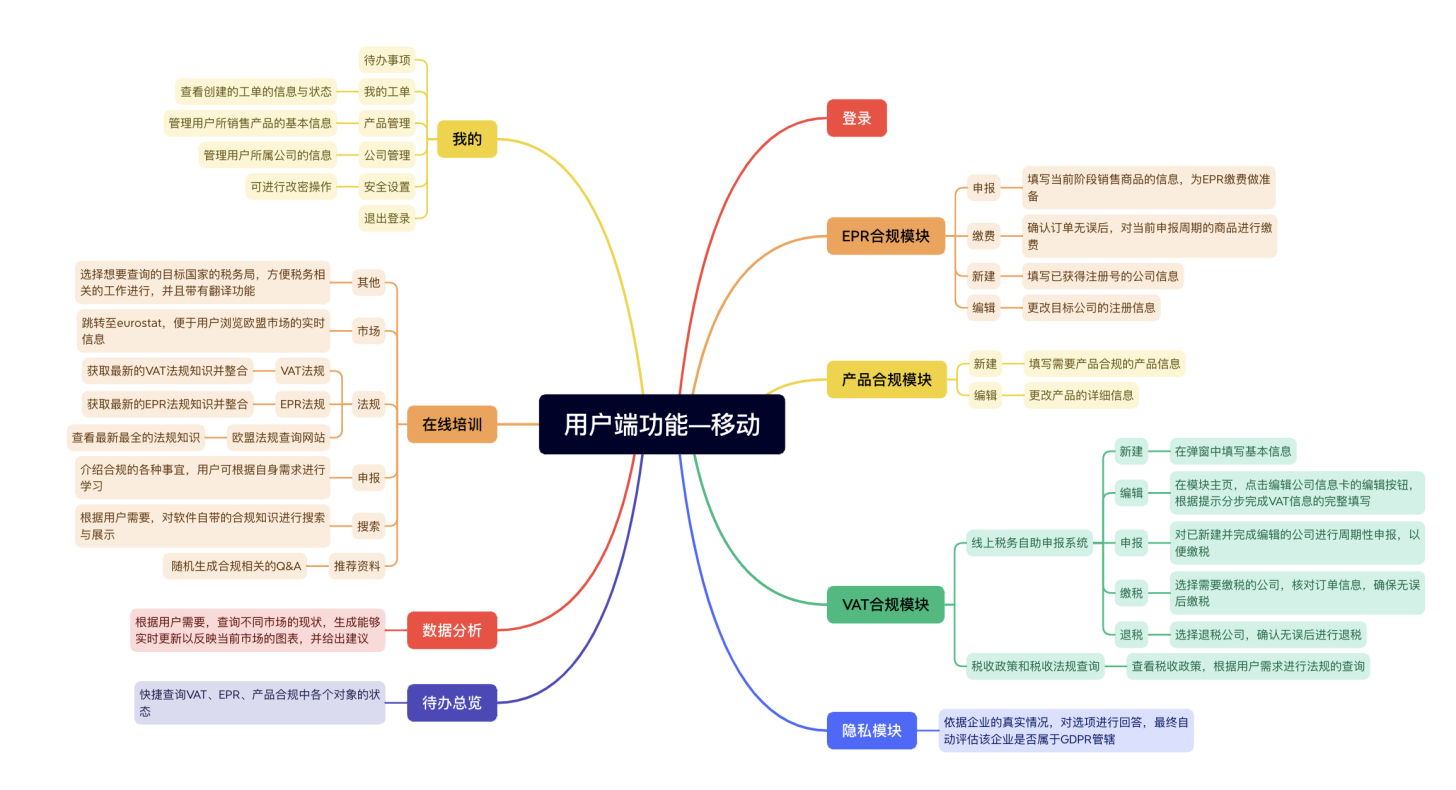 用户端功能—移动
登录
EPR合规模块
申报
填写当前阶段销售商品的信息，为EPR缴费做准
备
缴费
确认订单无误后，对当前申报周期的商品进行缴
费
新建
填写已获得注册号的公司信息
编辑
更改目标公司的注册信息
产品合规模块
新建
填写需要产品合规的产品信息
编辑
更改产品的详细信息
VAT合规模块
线上税务自助申报系统
新建
在弹窗中填写基本信息
编辑
在模块主页，点击编辑公司信息卡的编辑按钮，
根据提示分步完成VAT信息的完整填写
申报
对已新建并完成编辑的公司进行周期性申报，以
便缴税
缴税
选择需要缴税的公司，核对订单信息，确保无误
后缴税
退税
选择退税公司，确认无误后进行退税
税收政策和税收法规查询
查看税收政策，根据用户需求进行法规的查询
隐私模块
依据企业的真实情况，对选项进行回答，最终自
动评估该企业是否属于GDPR管辖
我的
待办事项
我的工单
查看创建的工单的信息与状态
产品管理
管理用户所销售产品的基本信息
公司管理
管理用户所属公司的信息
安全设置
可进行改密操作
退出登录
在线培训
其他
选择想要查询的目标国家的税务局，方便税务相
关的工作进行，并且带有翻译功能
市场
跳转至eurostat，便于用户浏览欧盟市场的实时
信息
法规
VAT法规
获取最新的VAT法规知识并整合
EPR法规
获取最新的EPR法规知识并整合
欧盟法规查询网站
查看最新最全的法规知识
申报
介绍合规的各种事宜，用户可根据自身需求进行
学习
搜索
根据用户需要，对软件自带的合规知识进行搜索
与展示
推荐资料
随机生成合规相关的Q&A
数据分析
根据用户需要，查询不同市场的现状，生成能够
实时更新以反映当前市场的图表，并给出建议
待办总览
快捷查询VAT、EPR、产品合规中各个对象的状
态